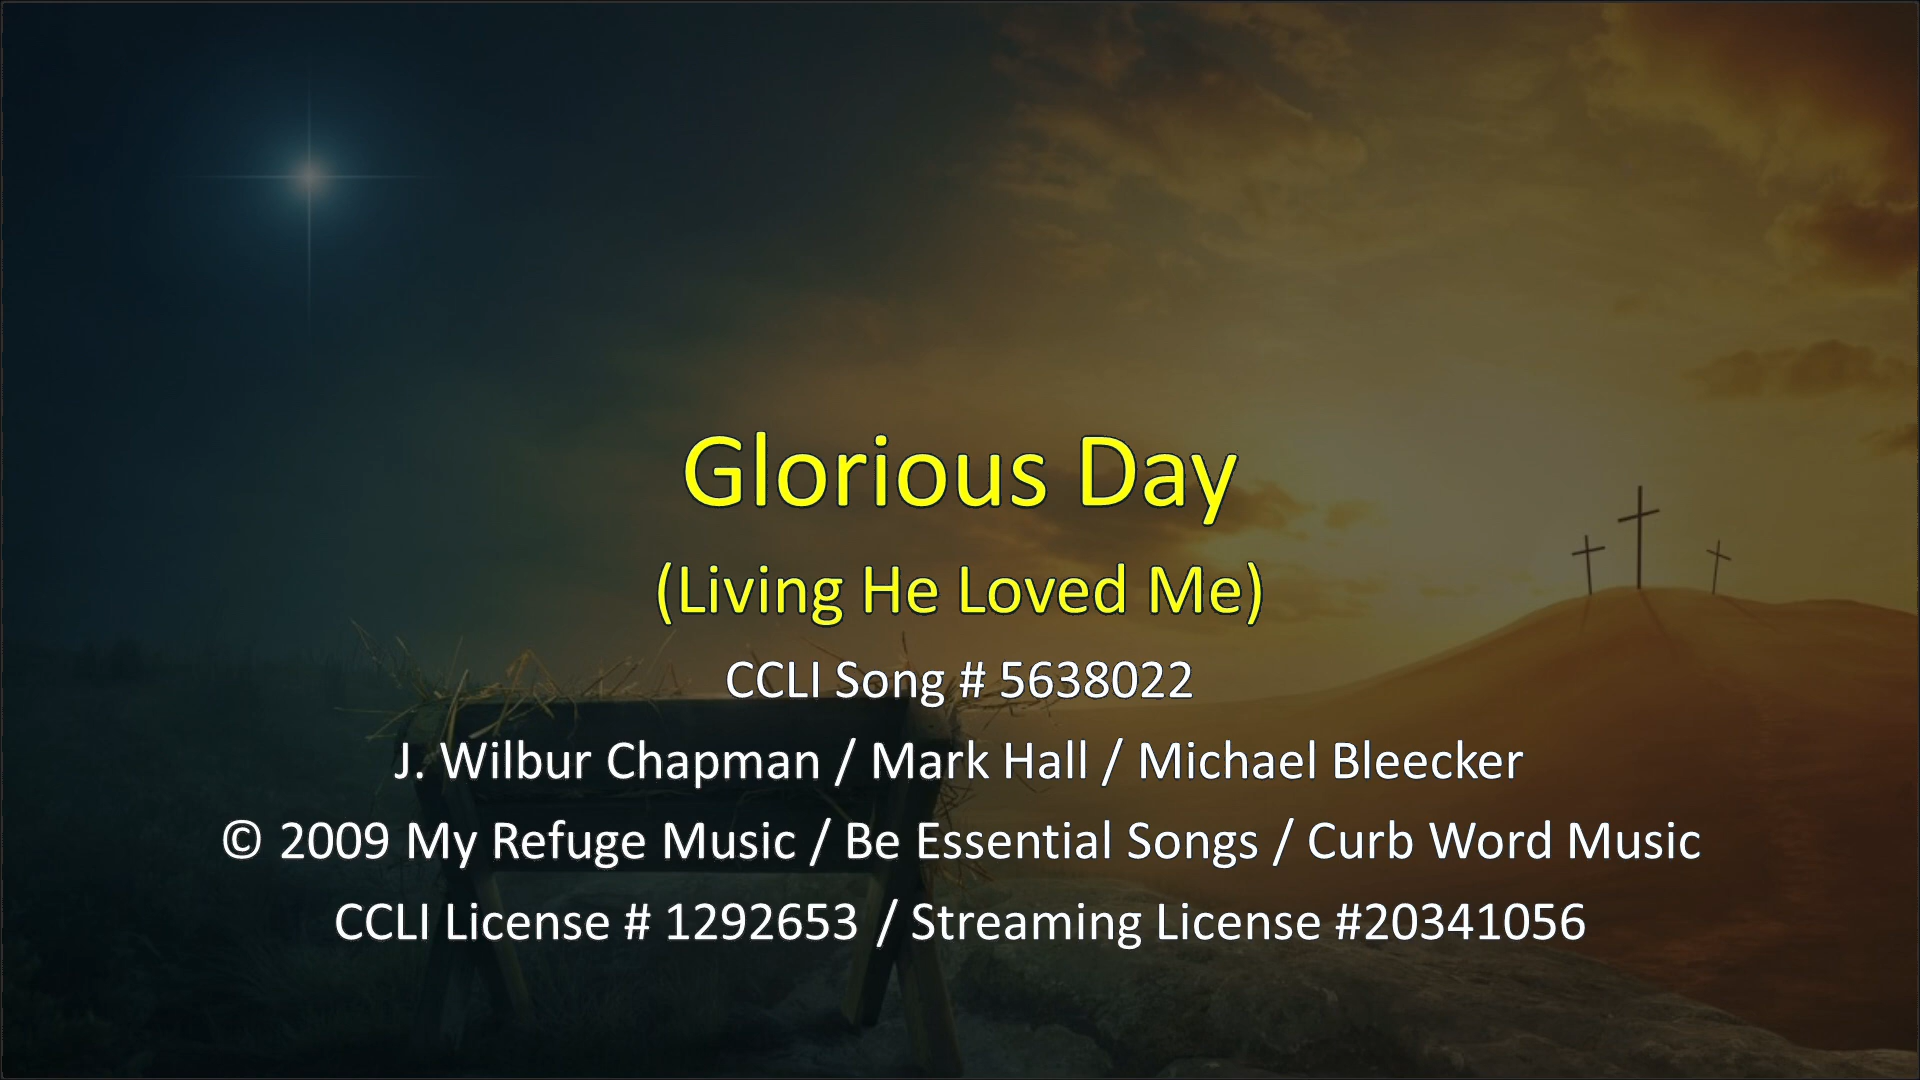 Glorious Day
(Living He Loved Me)
CCLI Song # 5638022
J. Wilbur Chapman / Mark Hall / Michael Bleecker
© 2009 My Refuge Music / Be Essential Songs / Curb Word Music
CCLI License # 1292653 / Streaming License #20341056